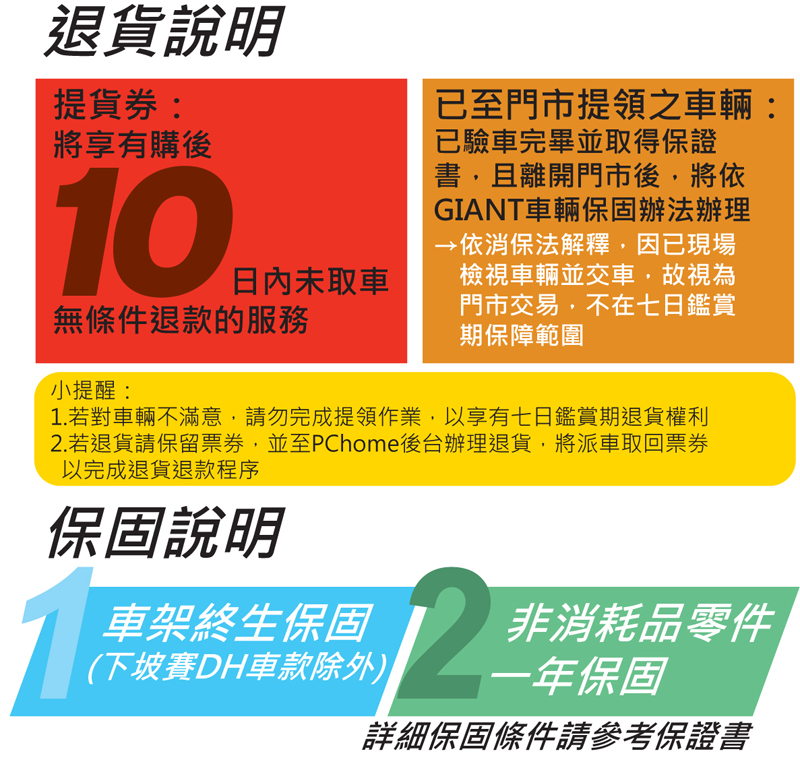 退貨說明
提貨券：
將享有購後
10
日內未取車
無條件退款的服務
已至門市提領之車輛：
已驗車完畢並取得保證
書，且離開門市後，將依
GIANT車輛保固辦法辦理
→依消保法解釋，因已現場
檢視車輛並交車，故視為
門市交易，不在七日鑑賞
期保障範圍
小提醒：
1.若對車輛不滿意，請勿完成提領作業，以享有七日鑑賞期退貨權利
2.若退貨請保留票券，並至PChome後台辦理退貨，將派車取回票券
以完成退貨退款程序
保固說明
1
車架終生保固
(下坡賽DH車款除外)
2
非消耗品零件
一年保固
詳細保固條件請參考保證書